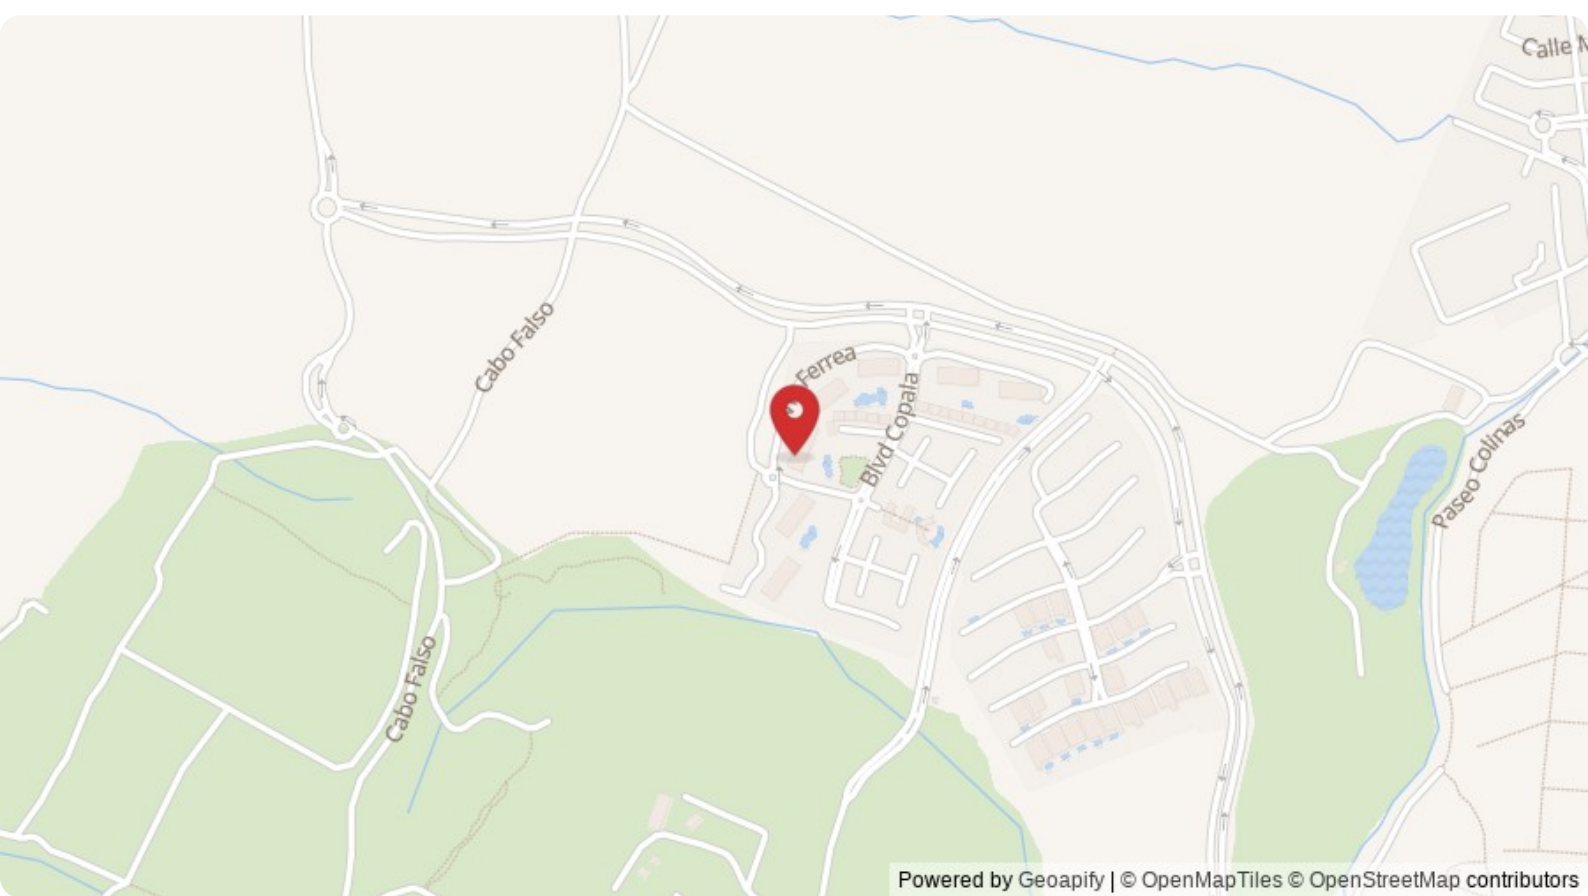 Calle
Cabo Falso
Ferrea
Blvd Copala
Paseo Colinas
Cabo Falso
Powered by Geoapify | © OpenMapTiles © OpenStreetMap contributors